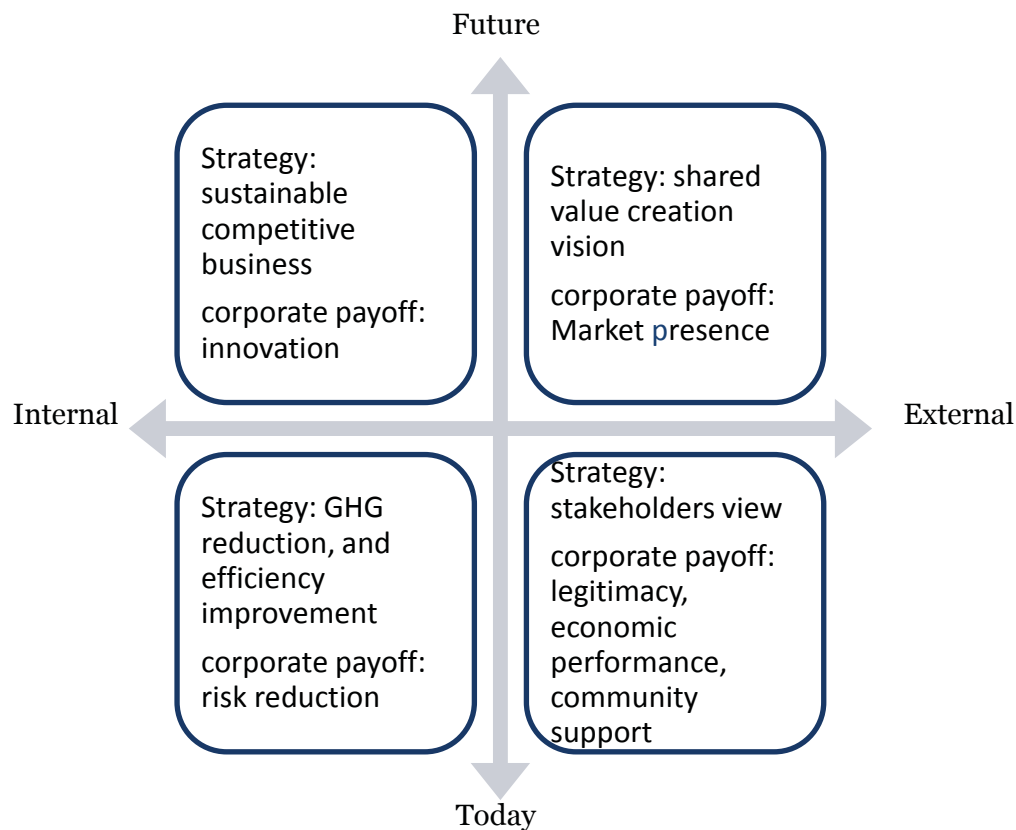 Future
Strategy:
sustainable
competitive
business
corporate payoff:
innovation
Strategy: shared
value creation
vision
corporate payoff:
Market presence
Internal
External
Strategy: GHG
reduction, and
efficiency
improvement
corporate payoff:
risk reduction
Strategy:
stakeholders view
corporate payoff:
legitimacy,
economic
performance,
community
support
Today